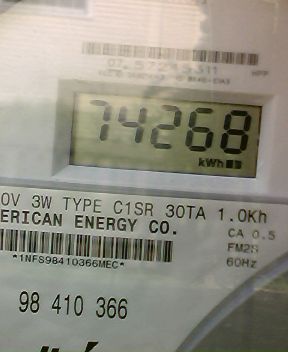 74268
kWh
0V 3W TYPE C1SR 30TA 1.0Kh
ERICAN ENERGY CO.
CA 0.5
FM2S
60Hz
*1NFS98410366MEC*
98 410 366